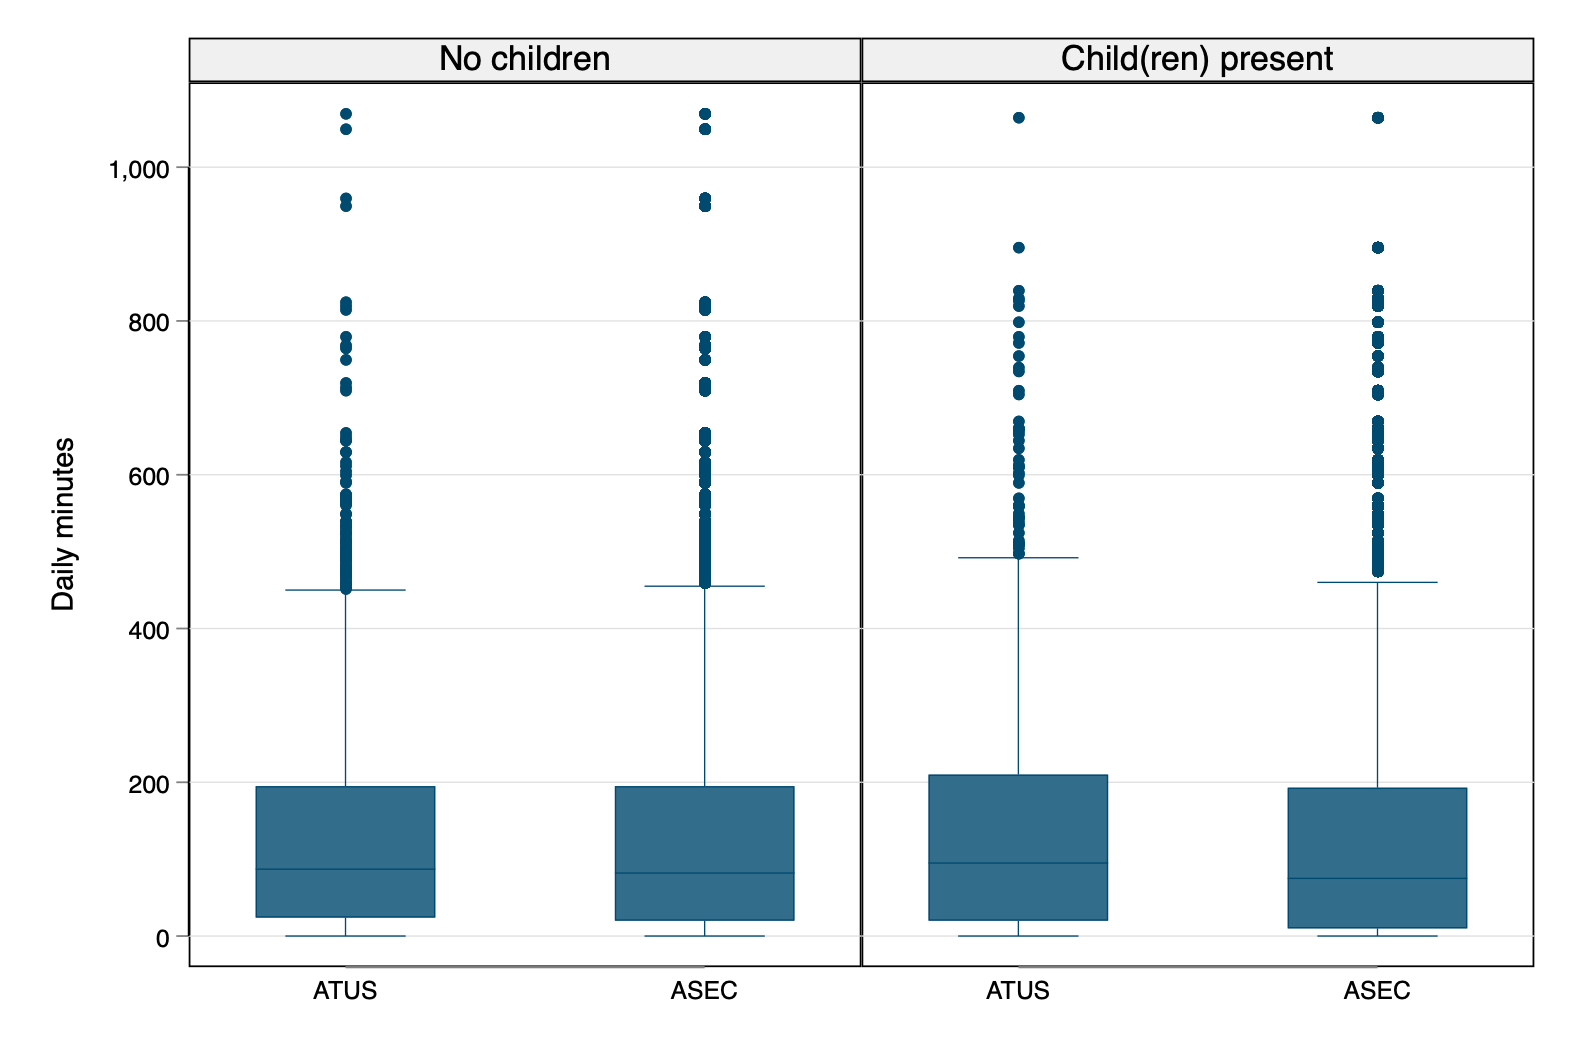 No children
Child(ren) present
Daily minutes
1,000
800
600
400
200
0
ATUS
ASEC
ATUS
ASEC